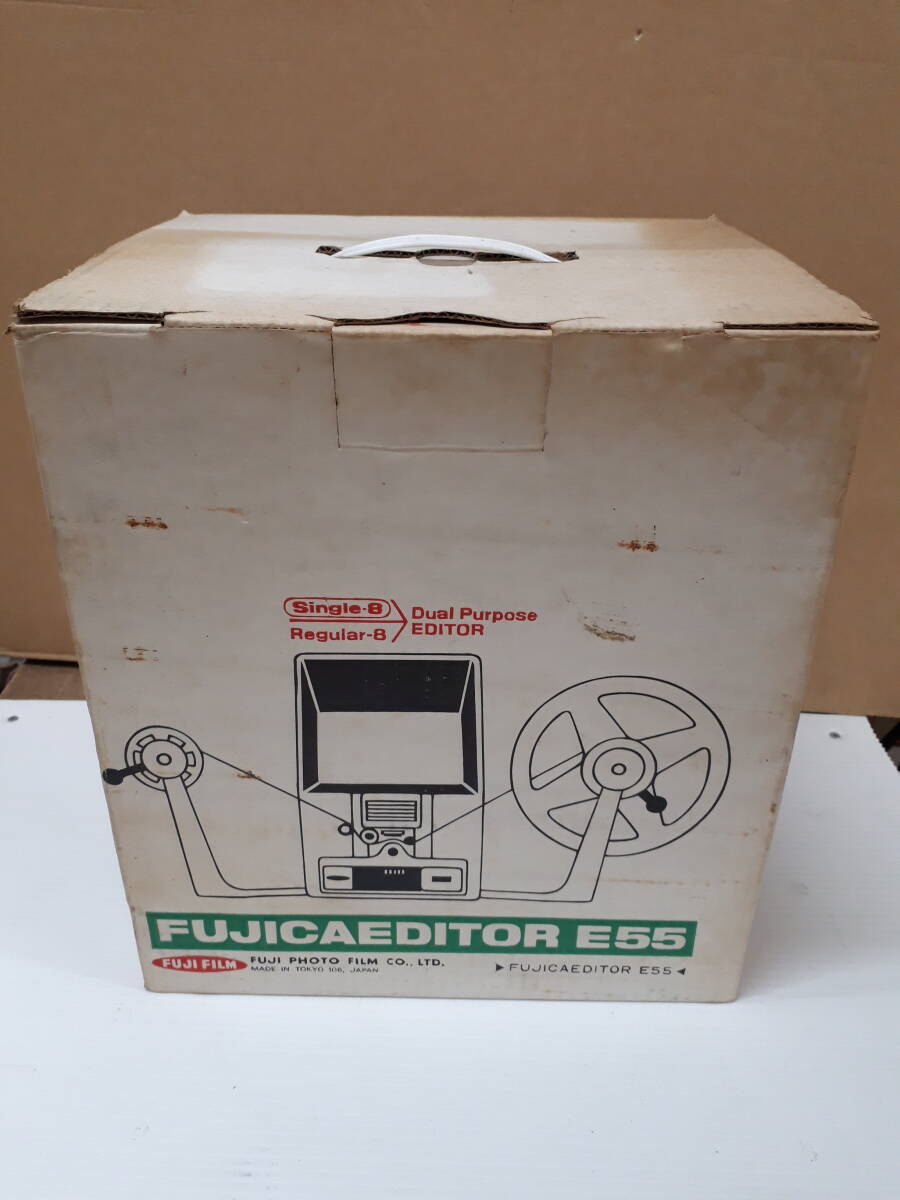 Single-8
Regular-8
Dual Purpose
EDITOR
FUJICAEDITOR E55
FUJI FILM
FUJI PHOTO FILM CO., LTD.
MADE IN TOKYO 106, JAPAN
▶FUJICAEDITOR E55◀